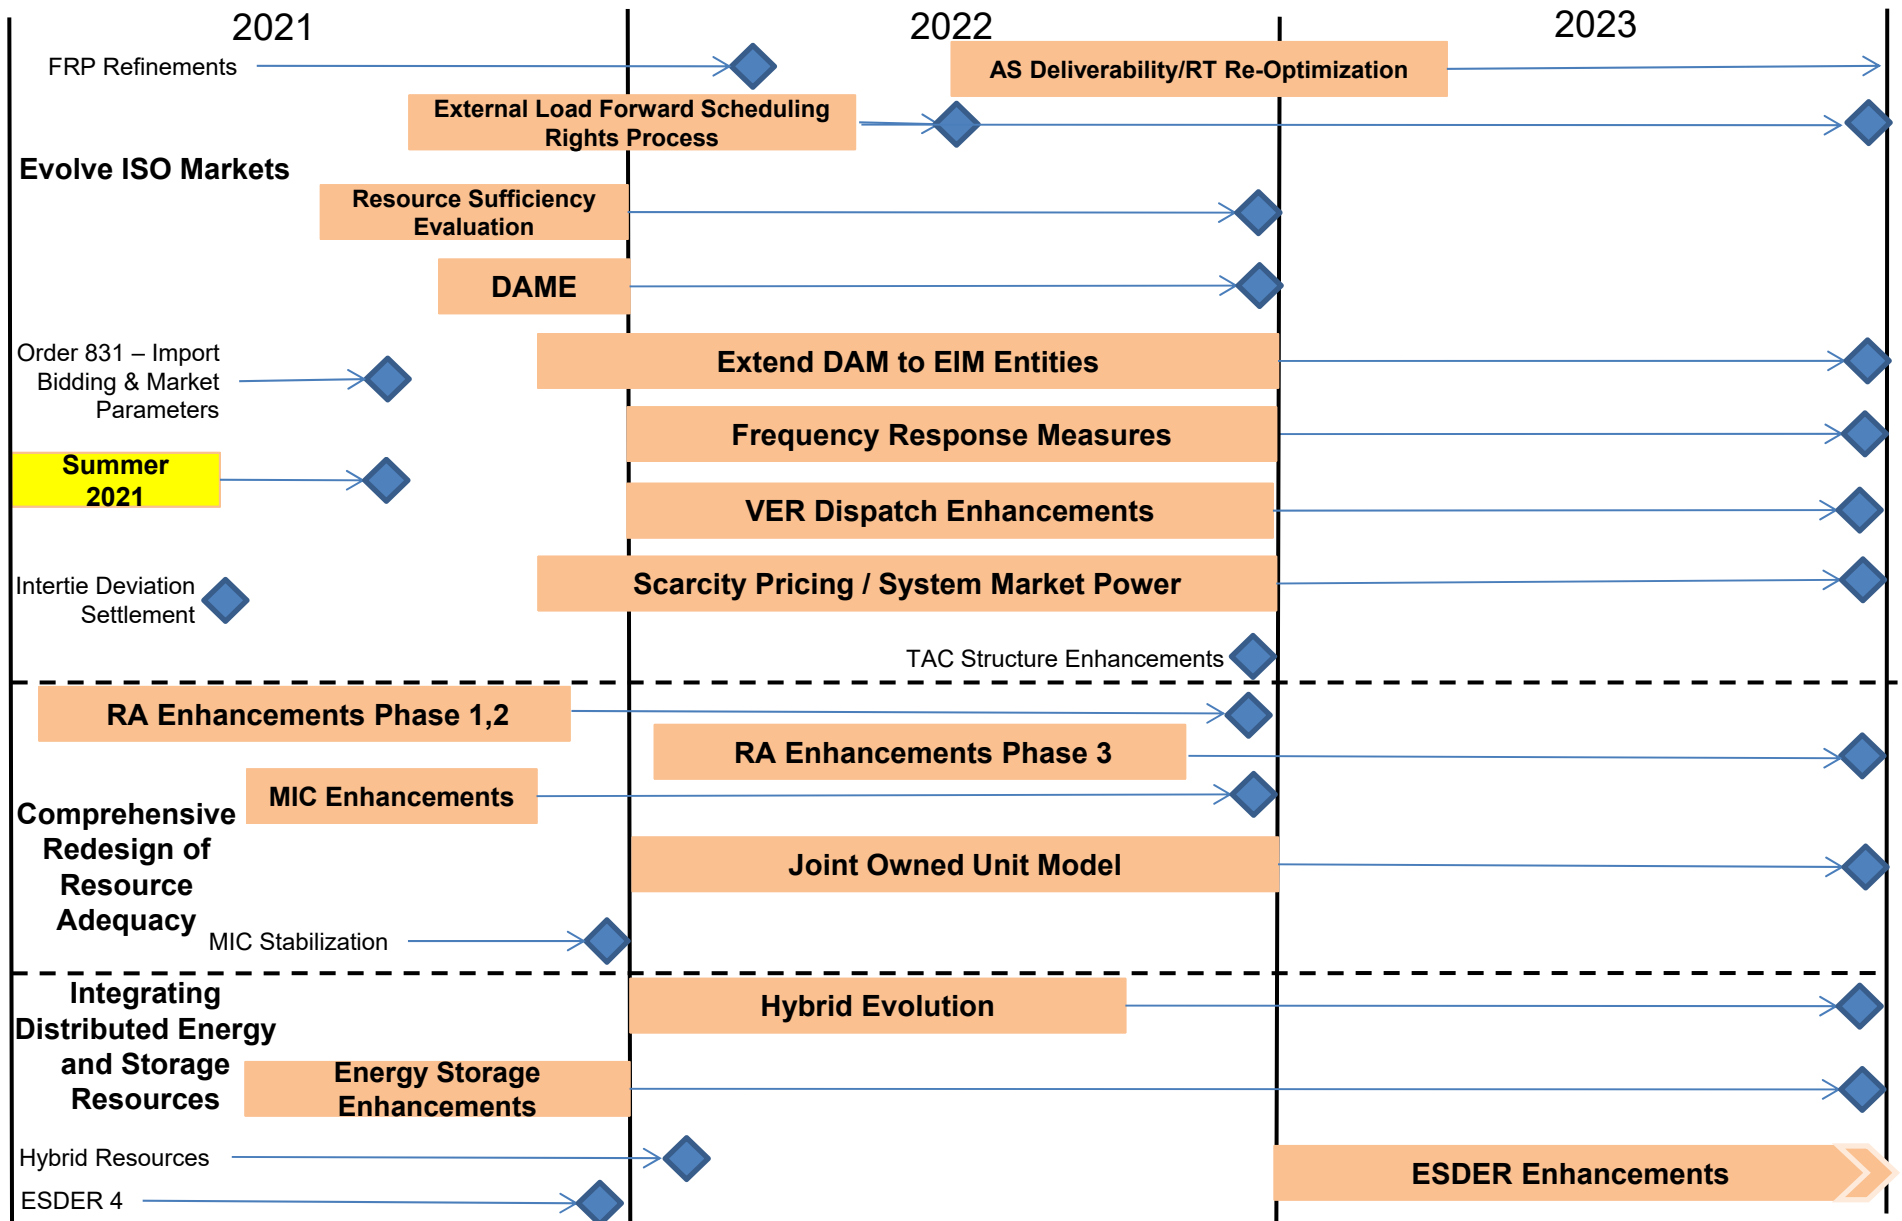 2021
2022
2023
FRP Refinements
AS Deliverability/RT Re-Optimization
External Load Forward Scheduling
Rights Process
Evolve ISO Markets
Resource Sufficiency
Evaluation
DAME
Order 831 – Import
Bidding & Market
Parameters
Extend DAM to EIM Entities
Frequency Response Measures
Summer
2021
VER Dispatch Enhancements
Intertie Deviation
Settlement
Scarcity Pricing / System Market Power
TAC Structure Enhancements
RA Enhancements Phase 1,2
RA Enhancements Phase 3
MIC Enhancements
Comprehensive
Redesign of
Resource
Adequacy
Joint Owned Unit Model
MIC Stabilization
Integrating
Distributed Energy
and Storage
Resources
Hybrid Evolution
Energy Storage
Enhancements
Hybrid Resources
ESDER Enhancements
ESDER 4